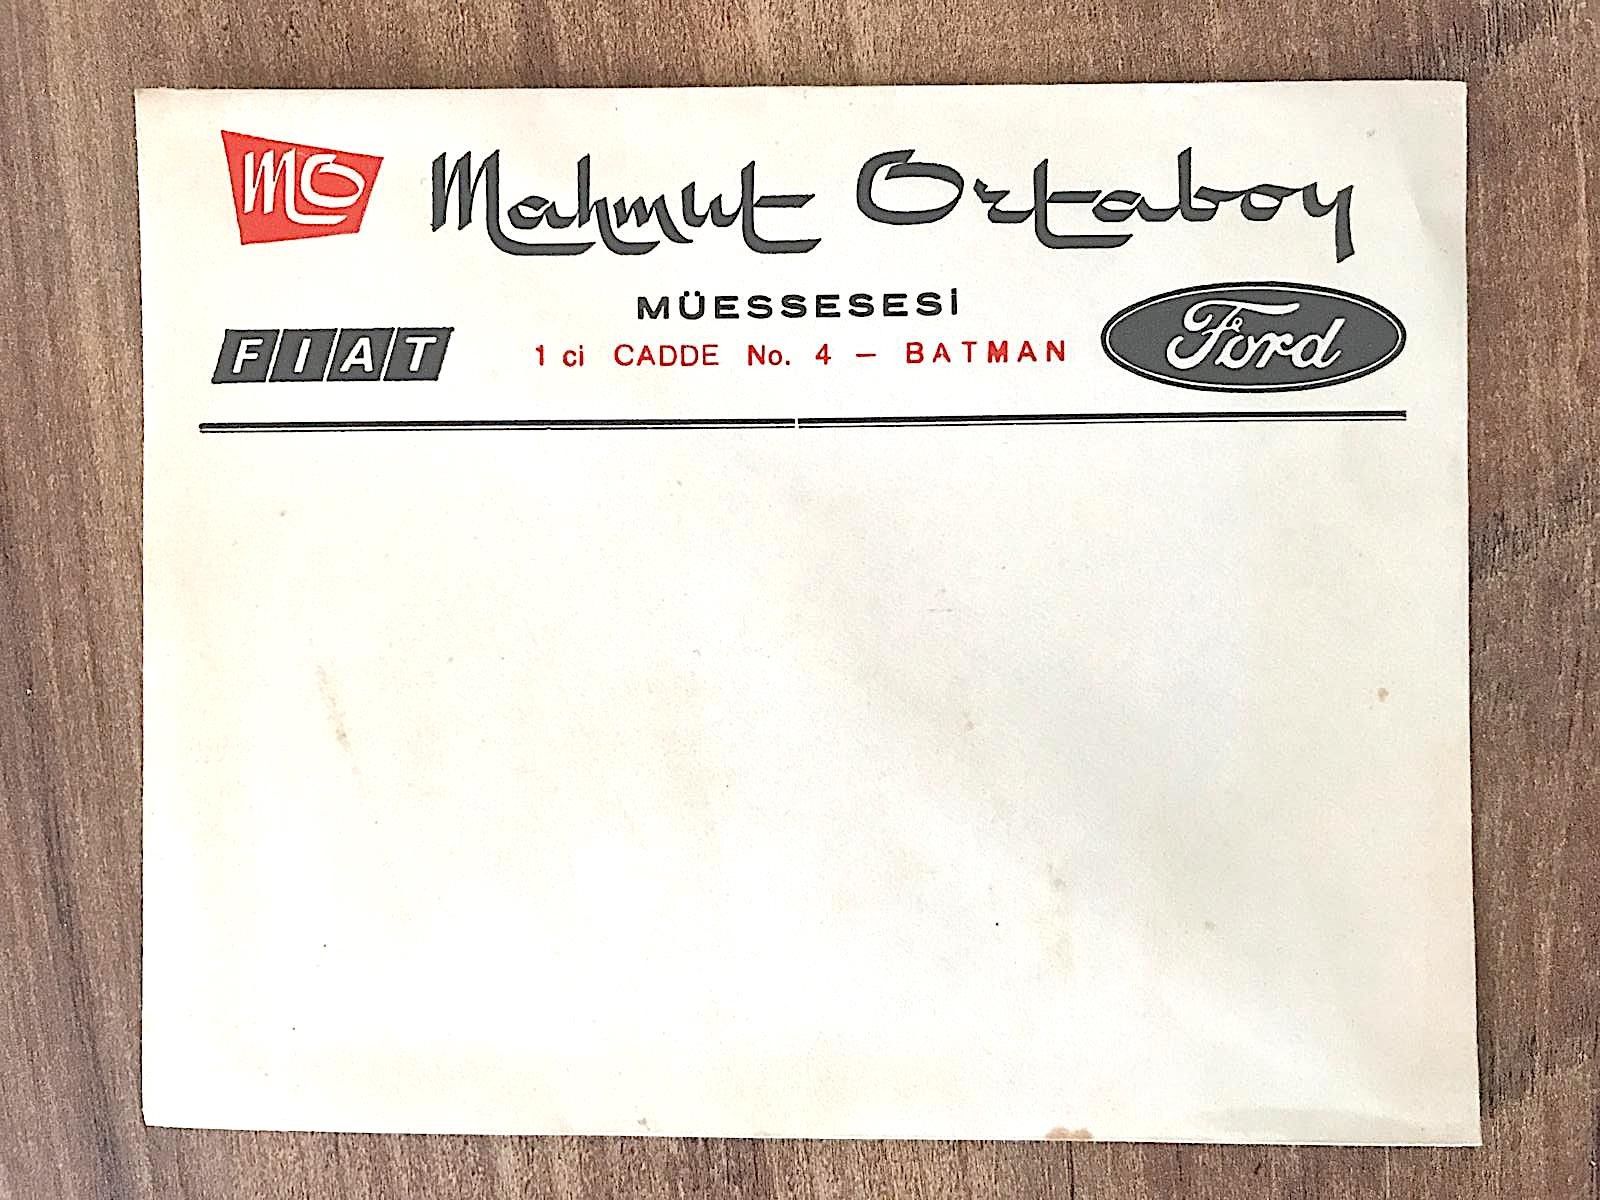 MO Mahmut Ortaboy
MÜESSESESİ
FIAT 1 ci CADDE No. 4 – BATMAN Ford